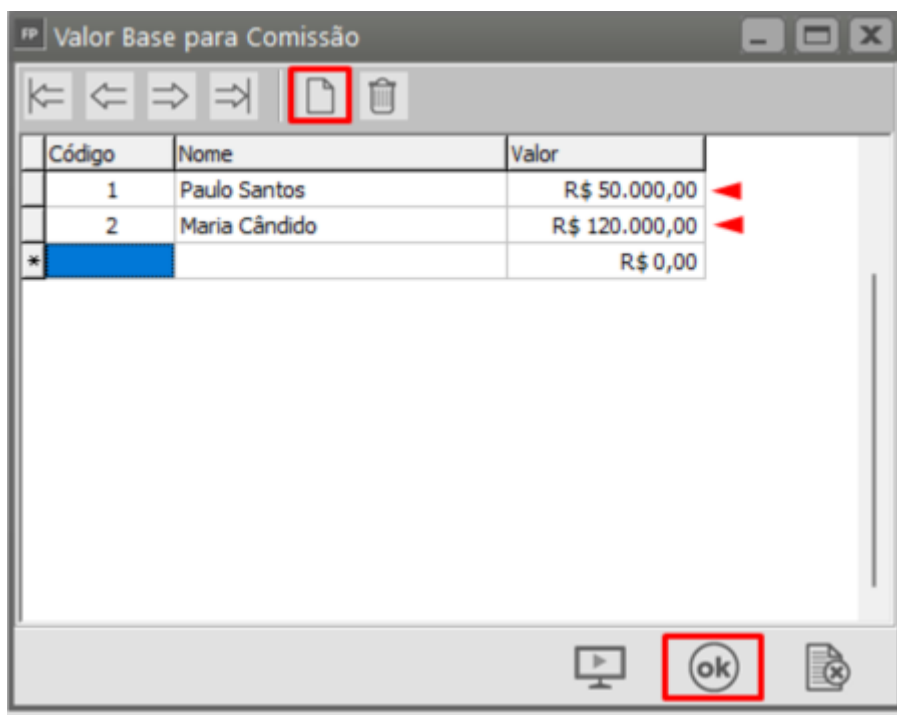 FP Valor Base para Comissão
Código Nome Valor
1 Paulo Santos R$ 50.000,00
2 Maria Cândido R$ 120.000,00
* R$ 0,00
ok